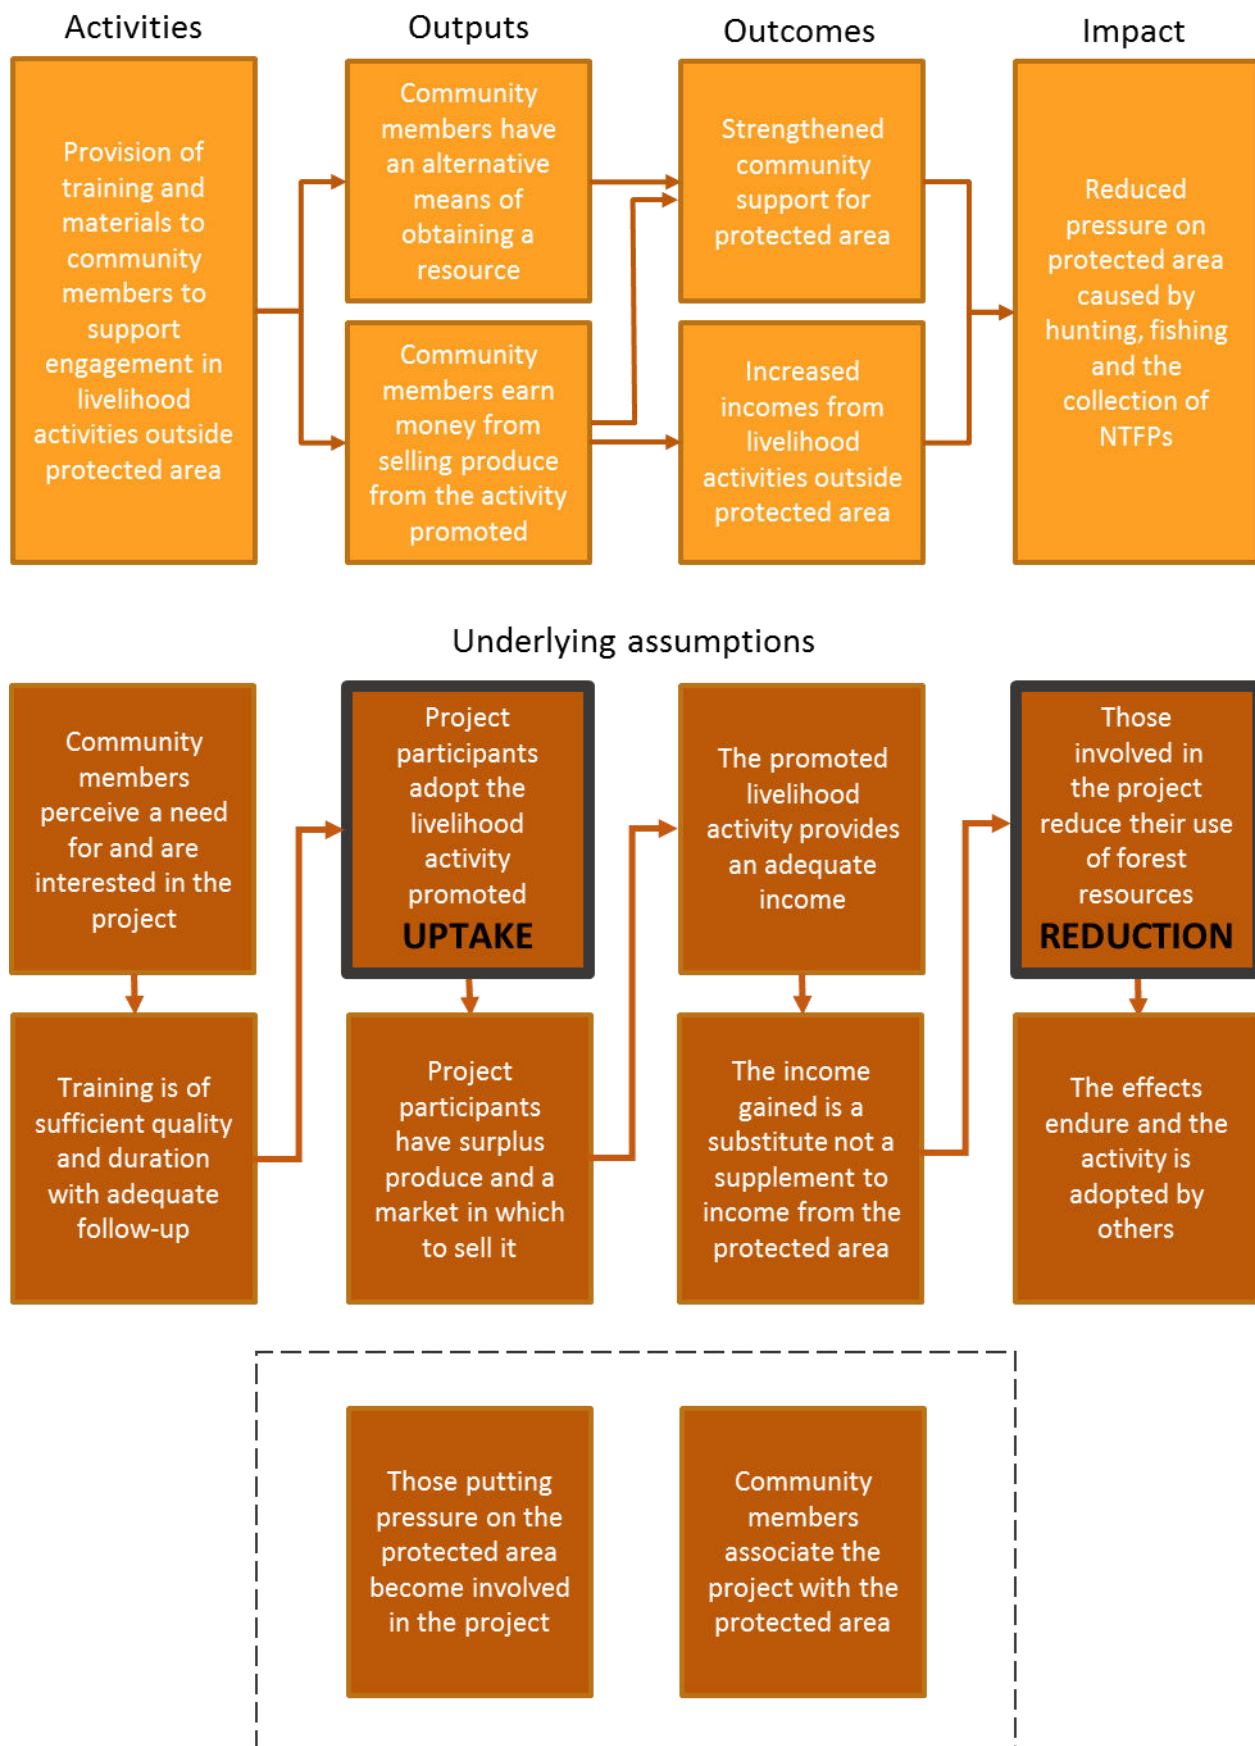 Activities
Outputs
Outcomes
Impact
Provision of
training and
materials to
community
members to
support
engagement in
livelihood
activities outside
protected area
Community
members have
an alternative
means of
obtaining a
resource
Community
members earn
money from
selling produce
from the activity
promoted
Strengthened
community
support for
protected area
Increased
incomes from
livelihood
activities outside
protected area
Reduced
pressure on
protected area
caused by
hunting, fishing
and the
collection of
NTFPs
Underlying assumptions
Community
members
perceive a need
for and are
interested in the
project
Training is of
sufficient quality
and duration
with adequate
follow-up
Project
participants
adopt the
livelihood
activity
promoted
UPTAKE
Project
participants
have surplus
produce and a
market in which
to sell it
The promoted
livelihood
activity provides
an adequate
income
The income
gained is a
substitute not a
supplement to
income from the
protected area
Those
involved in
the project
reduce their use
of forest
resources
REDUCTION
The effects
endure and the
activity is
adopted by
others
Those putting
pressure on the
protected area
become involved
in the project
Community
members
associate the
project with the
protected area